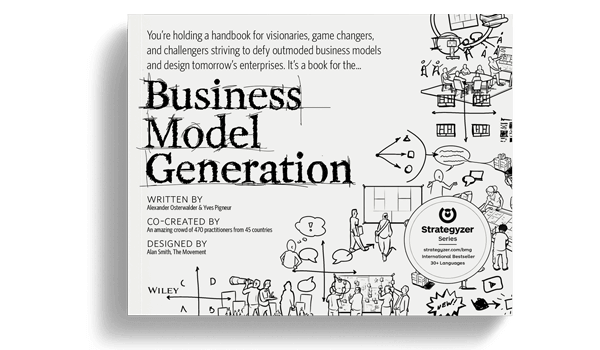 You're holding a handbook for visionaries, game changers,
and challengers striving to defy outmoded business models
and design tomorrow's enterprises. It's a book for the...
Business
Model
Generation
WRITTEN BY
Alexander Osterwalder & Yves Pigneur
CO-CREATED BY
An amazing crowd of 470 practitioners from 45 countries
DESIGNED BY
Alan Smith, The Movement
Strategyzer
Series
strategyzer.com/bmg
International Bestseller
30+ Languages
C D
WILEY
NEW!